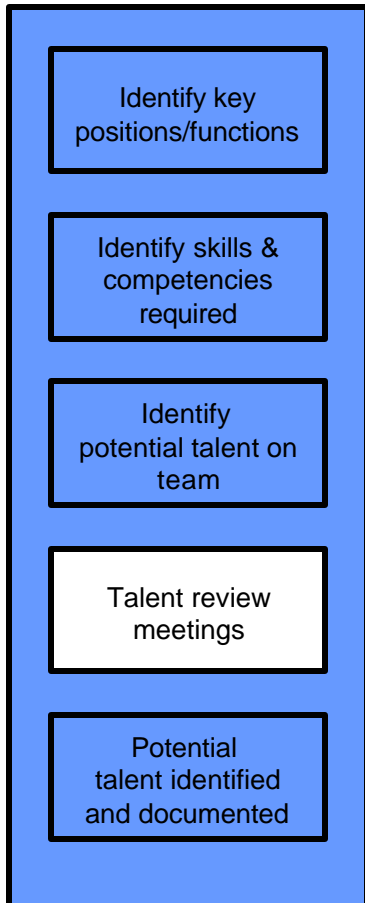 Identify key
positions/functions
Identify skills &
competencies
required
Identify
potential talent on
team
Talent review
meetings
Potential
talent identified
and documented